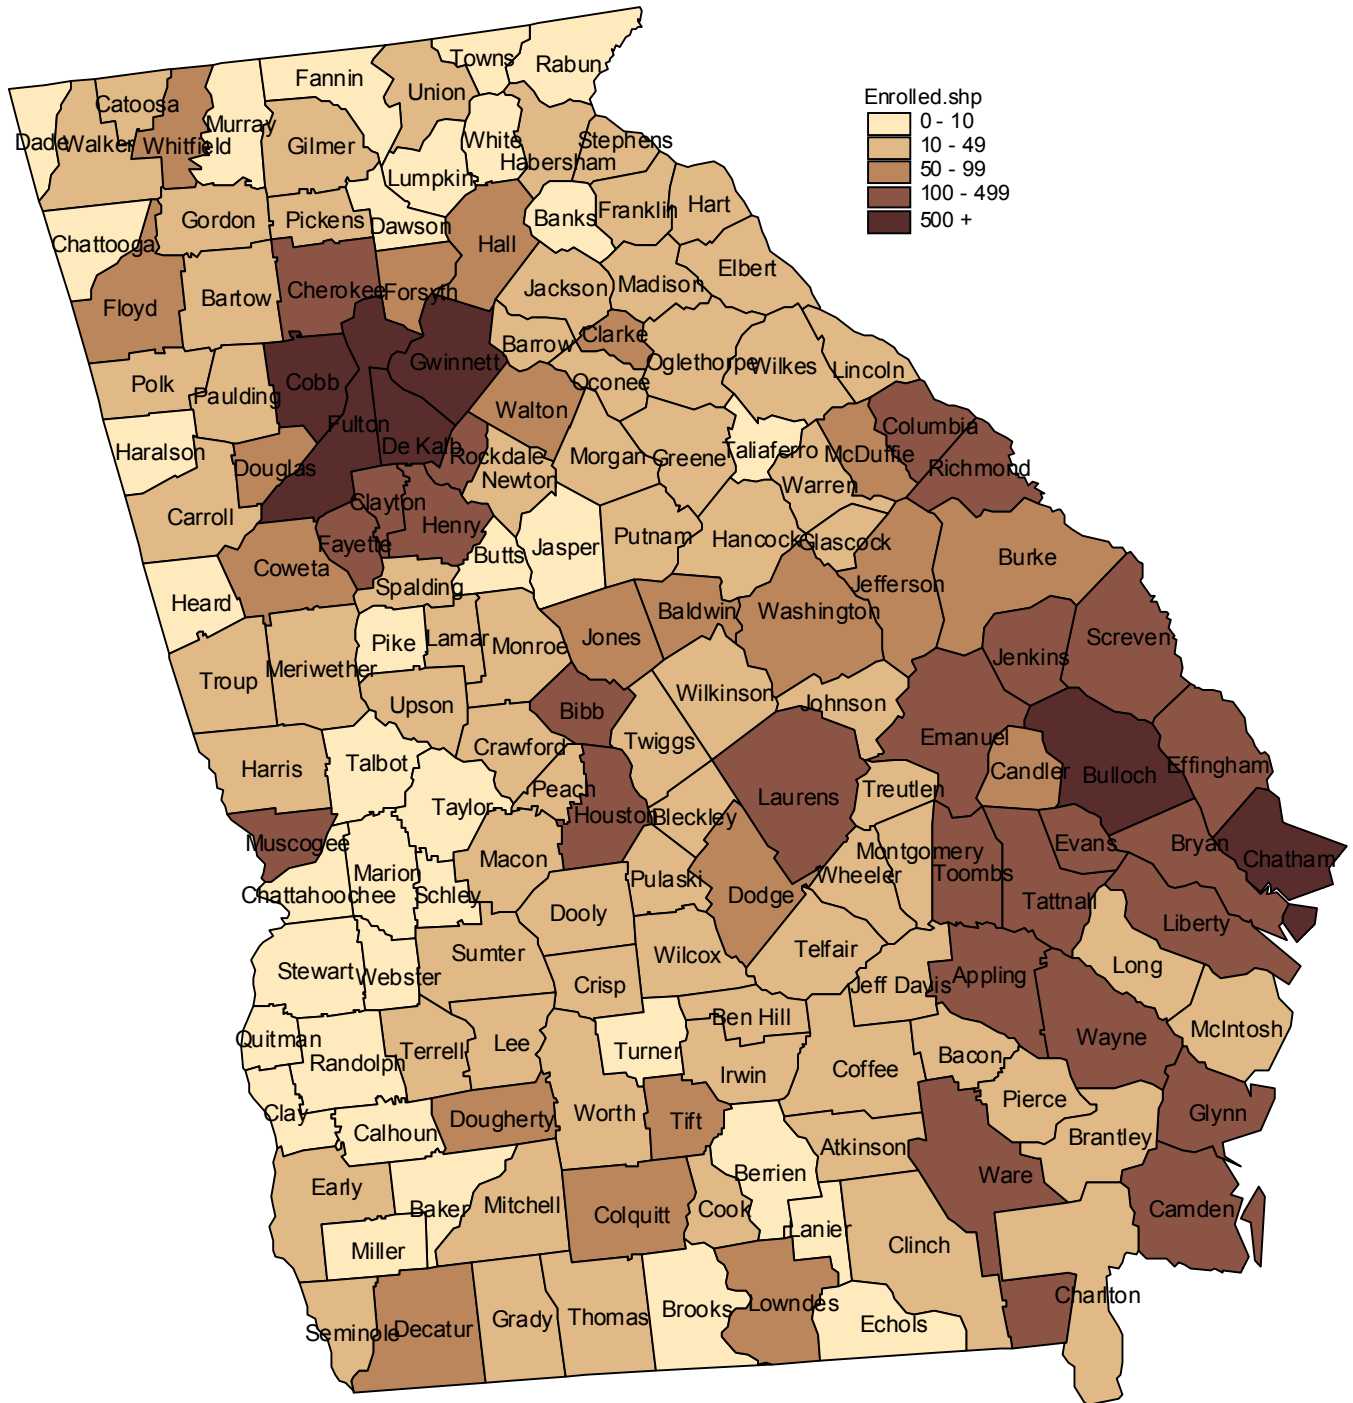 Enrolled.shp
0 - 10
10 - 49
50 - 99
100 - 499
500 +
Towns
Rabun
Fannin
Union
Catoosa
Murray
Dade
Walker
Whitfield
Gilmer
White
Stephens
Habersham
Lumpkin
Gordon
Pickens
Dawson
Banks
Franklin
Hart
Chattooga
Hall
Elbert
Madison
Jackson
Cherokee
Forsyth
Bartow
Floyd
Barrow
Clarke
Gwinnett
Oglethorpe
Wilkes
Lincoln
Polk
Paulding
Cobb
Oconee
Walton
Fulton
De Kalb
Columbia
Haralson
Douglas
Rockdale
Morgan
Greene
Taliaferro
McDuffie
Richmond
Newton
Warren
Clayton
Carroll
Henry
Fayette
Butts
Jasper
Putnam
Hancock
Glascock
Burke
Coweta
Spalding
Jefferson
Heard
Pike
Lamar
Monroe
Jones
Baldwin
Washington
Screven
Jenkins
Troup
Meriwether
Upson
Wilkinson
Johnson
Bibb
Crawford
Twiggs
Emanuel
Harris
Talbot
Candler
Bulloch
Effingham
Peach
Treutlen
Laurens
Taylor
Houston
Bleckley
Muscogee
Evans
Bryan
Chatham
Macon
Montgomery
Marion
Wheeler
Toombs
Chattahoochee
Schley
Pulaski
Dodge
Tattnall
Dooly
Liberty
Sumter
Wilcox
Telfair
Long
Stewart
Webster
Crisp
Jeff Davis
Appling
Ben Hill
McIntosh
Quitman
Randolph
Terrell
Lee
Turner
Wayne
Irwin
Coffee
Bacon
Clay
Calhoun
Dougherty
Worth
Tift
Pierce
Glynn
Brantley
Atkinson
Early
Berrien
Ware
Baker
Mitchell
Colquitt
Cook
Camden
Lanier
Miller
Clinch
Charlton
Seminole
Decatur
Grady
Thomas
Brooks
Lowndes
Echols